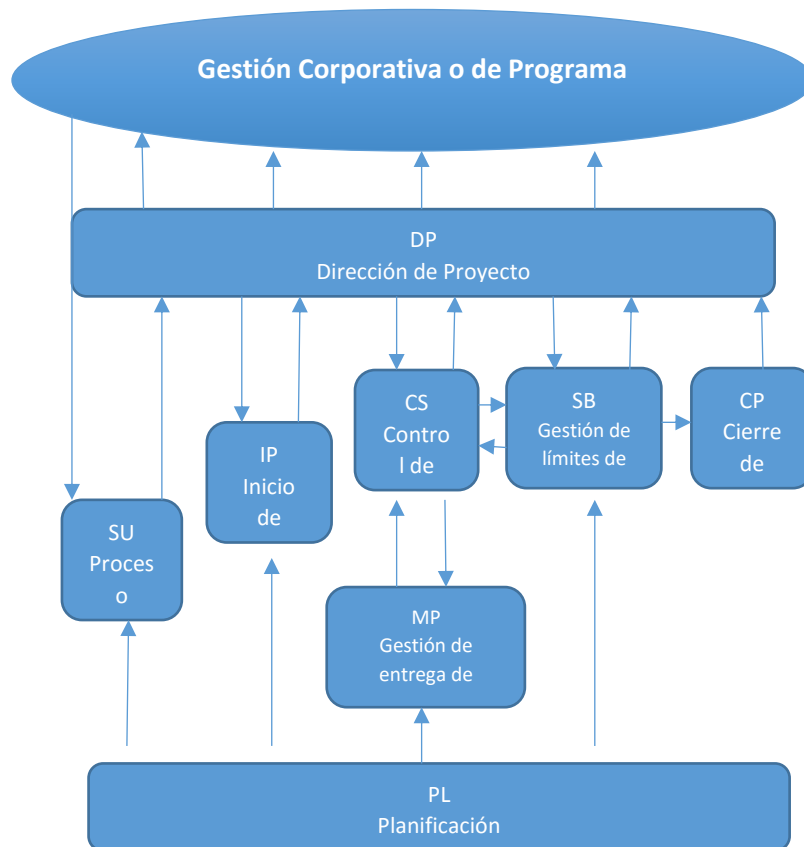 Gestión Corporativa o de Programa
DP
Dirección de Proyecto
CS
Contro
l de
SB
Gestión de
límites de
CP
Cierre
de
IP
Inicio
de
SU
Proces
o
MP
Gestión de
entrega de
PL
Planificación